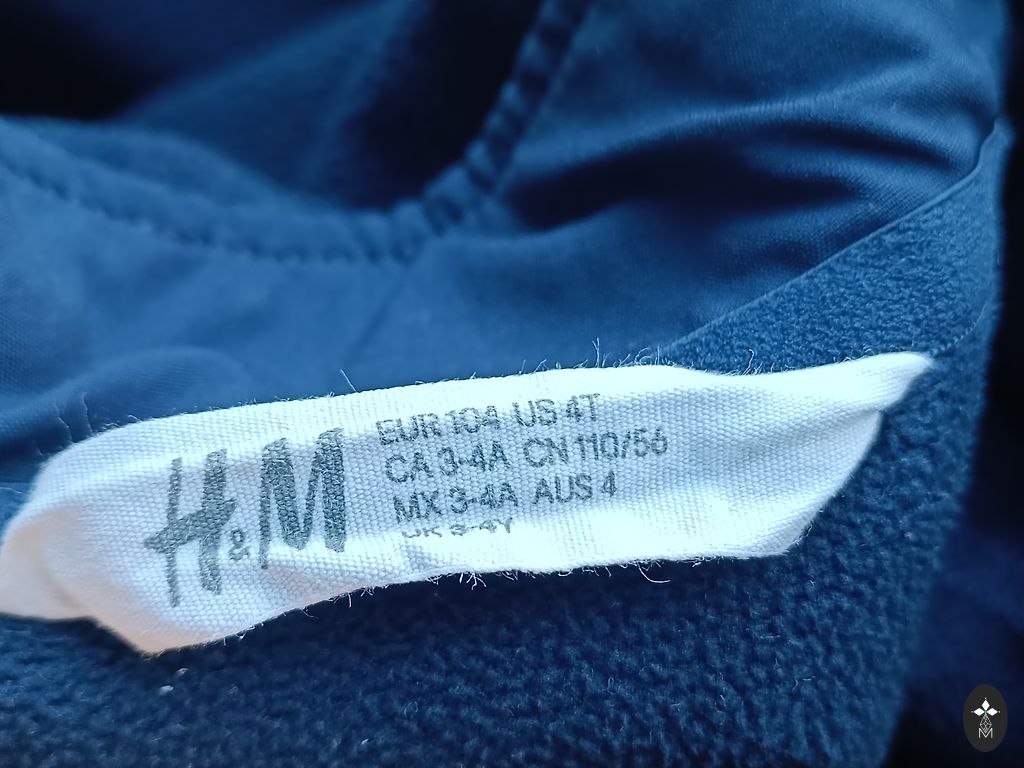 H&M
EUR 104 US 4T
CA 3-4A CN 110/56
MX 3-4A AUS 4
UK 3-4Y
M